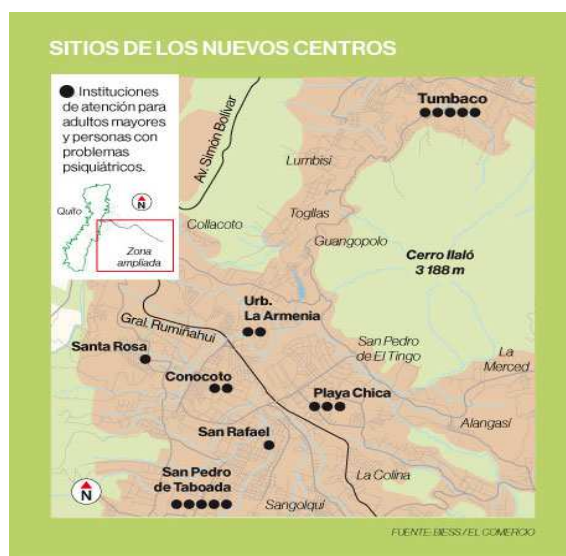 SITIOS DE LOS NUEVOS CENTROS
Instituciones
de atención para
adultos mayores
y personas con
problemas
psiquiátricos.
Quito
N
Zona
ampliada
Av. Simón Bolívar
Tumbaco
Lumbisí
Togllas
Collacoto
Guangopolo
Cerro Ilaló
3 188 m
Urb.
La Armenia
Gral. Rumiñahui
Santa Rosa
San Pedro
de El Tingo
La
Merced
Conocoto
Playa Chica
Alangasí
San Rafael
La Colina
San Pedro
de Taboada
Sangolquí
N
FUENTE: BIESS / EL COMERCIO